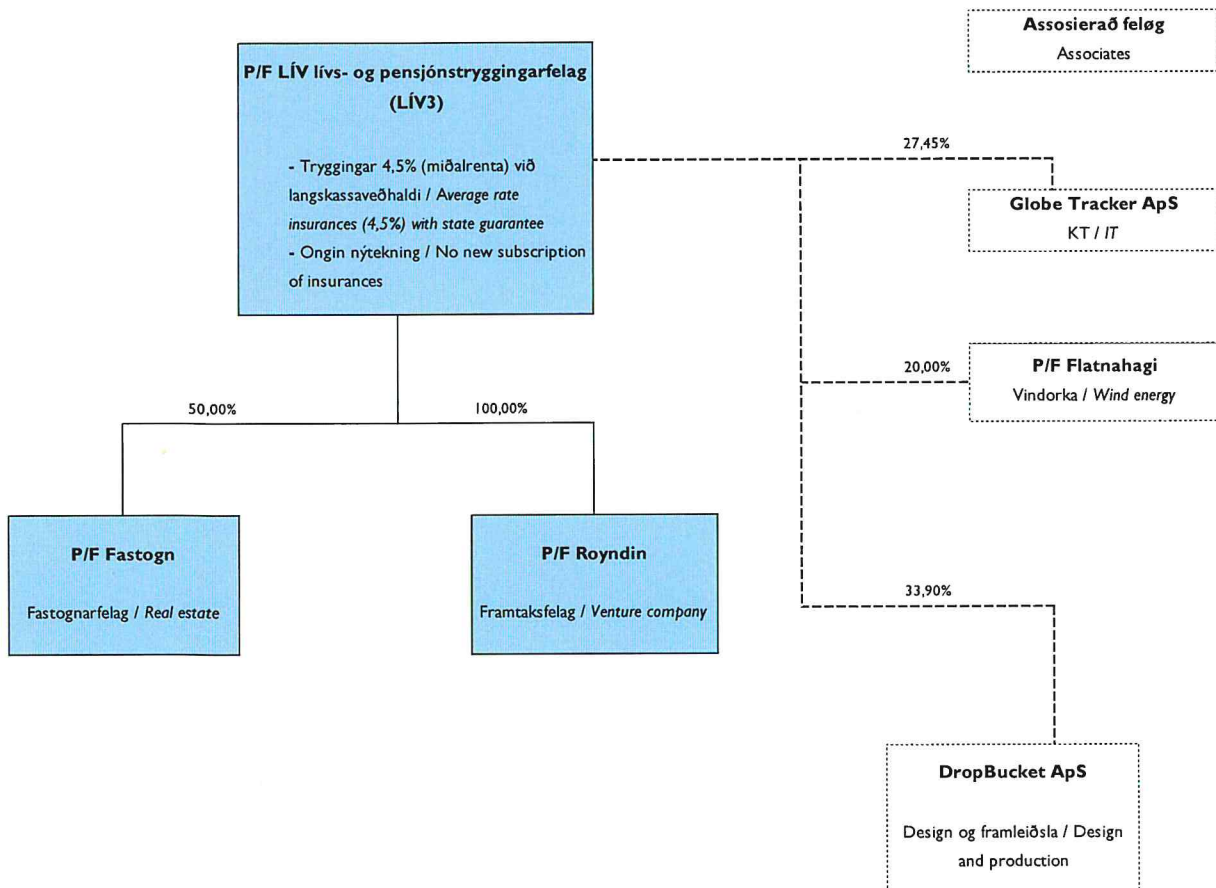 Assosierað feløg
Associates
P/F LÍV lívs- og pensjónstryggingarfelag
(LÍV3)
- Tryggingar 4,5% (miðalrenta) við
langskassaveðhaldi / Average rate
insurances (4,5%) with state guarantee
- Ongin nýtekning / No new subscription
of insurances
27,45%
Globe Tracker ApS
KT / IT
20,00%
P/F Flatnahagi
Vindorka / Wind energy
50,00%
100,00%
P/F Fastogn
Fastognarfelag / Real estate
P/F Royndin
Framtaksfelag / Venture company
33,90%
DropBucket ApS
Design og framleiðsla / Design
and production